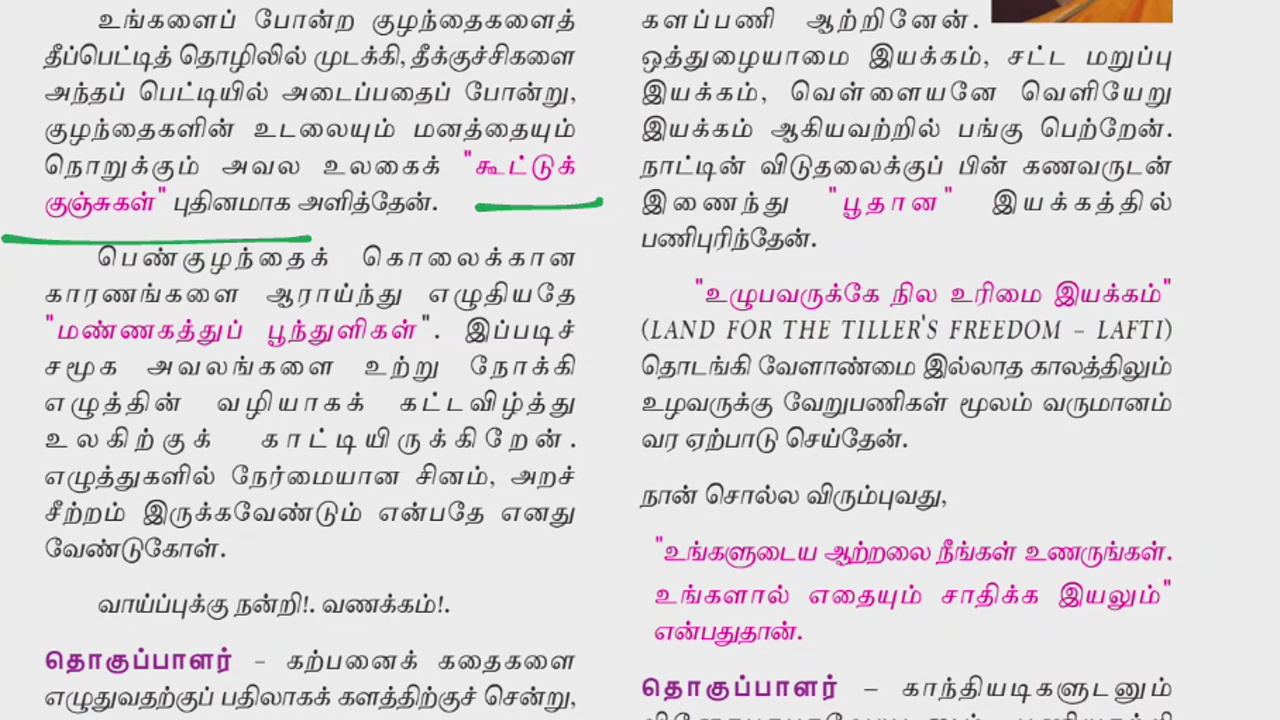 உங்களைப் போன்ற குழந்தைகளைத்
தீப்பெட்டித் தொழிலில் முடக்கி, தீக்குச்சிகளை
அந்தப் பெட்டியில் அடைப்பதைப் போன்று,
குழந்தைகளின் உடலையும் மனத்தையும்
நொறுக்கும் அவல உலகைக் "கூட்டுக்
குஞ்சுகள்" புதினமாக அளித்தேன்.
பெண்குழந்தைக் கொலைக்கான
காரணங்களை ஆராய்ந்து எழுதியதே
"மண்ணகத்துப் பூந்துளிகள்". இப்படிச்
சமூக அவலங்களை உற்று நோக்கி
எழுத்தின் வழியாகக் கட்டவிழ்த்து
உலகிற்குக் காட்டியிருக்கிறேன்.
எழுத்துகளில் நேர்மையான சினம், அறச்
சீற்றம் இருக்கவேண்டும் என்பதே எனது
வேண்டுகோள்.
வாய்ப்புக்கு நன்றி!. வணக்கம்!.
தொகுப்பாளர் – கற்பனைக் கதைகளை
எழுதுவதற்குப் பதிலாகக் களத்திற்குச் சென்று,
களப்பணி ஆற்றினேன்.
ஒத்துழையாமை இயக்கம், சட்ட மறுப்பு
இயக்கம், வெள்ளையனே வெளியேறு
இயக்கம் ஆகியவற்றில் பங்கு பெற்றேன்.
நாட்டின் விடுதலைக்குப் பின் கணவருடன்
இணைந்து "பூதான" இயக்கத்தில்
பணிபுரிந்தேன்.
"உழுபவருக்கே நில உரிமை இயக்கம்"
(LAND FOR THE TILLER'S FREEDOM – LAFTI)
தொடங்கி வேளாண்மை இல்லாத காலத்திலும்
உழவருக்கு வேறுபணிகள் மூலம் வருமானம்
வர ஏற்பாடு செய்தேன்.
நான் சொல்ல விரும்புவது,
"உங்களுடைய ஆற்றலை நீங்கள் உணருங்கள்.
உங்களால் எதையும் சாதிக்க இயலும்"
என்பதுதான்.
தொகுப்பாளர் – காந்தியடிகளுடனும்